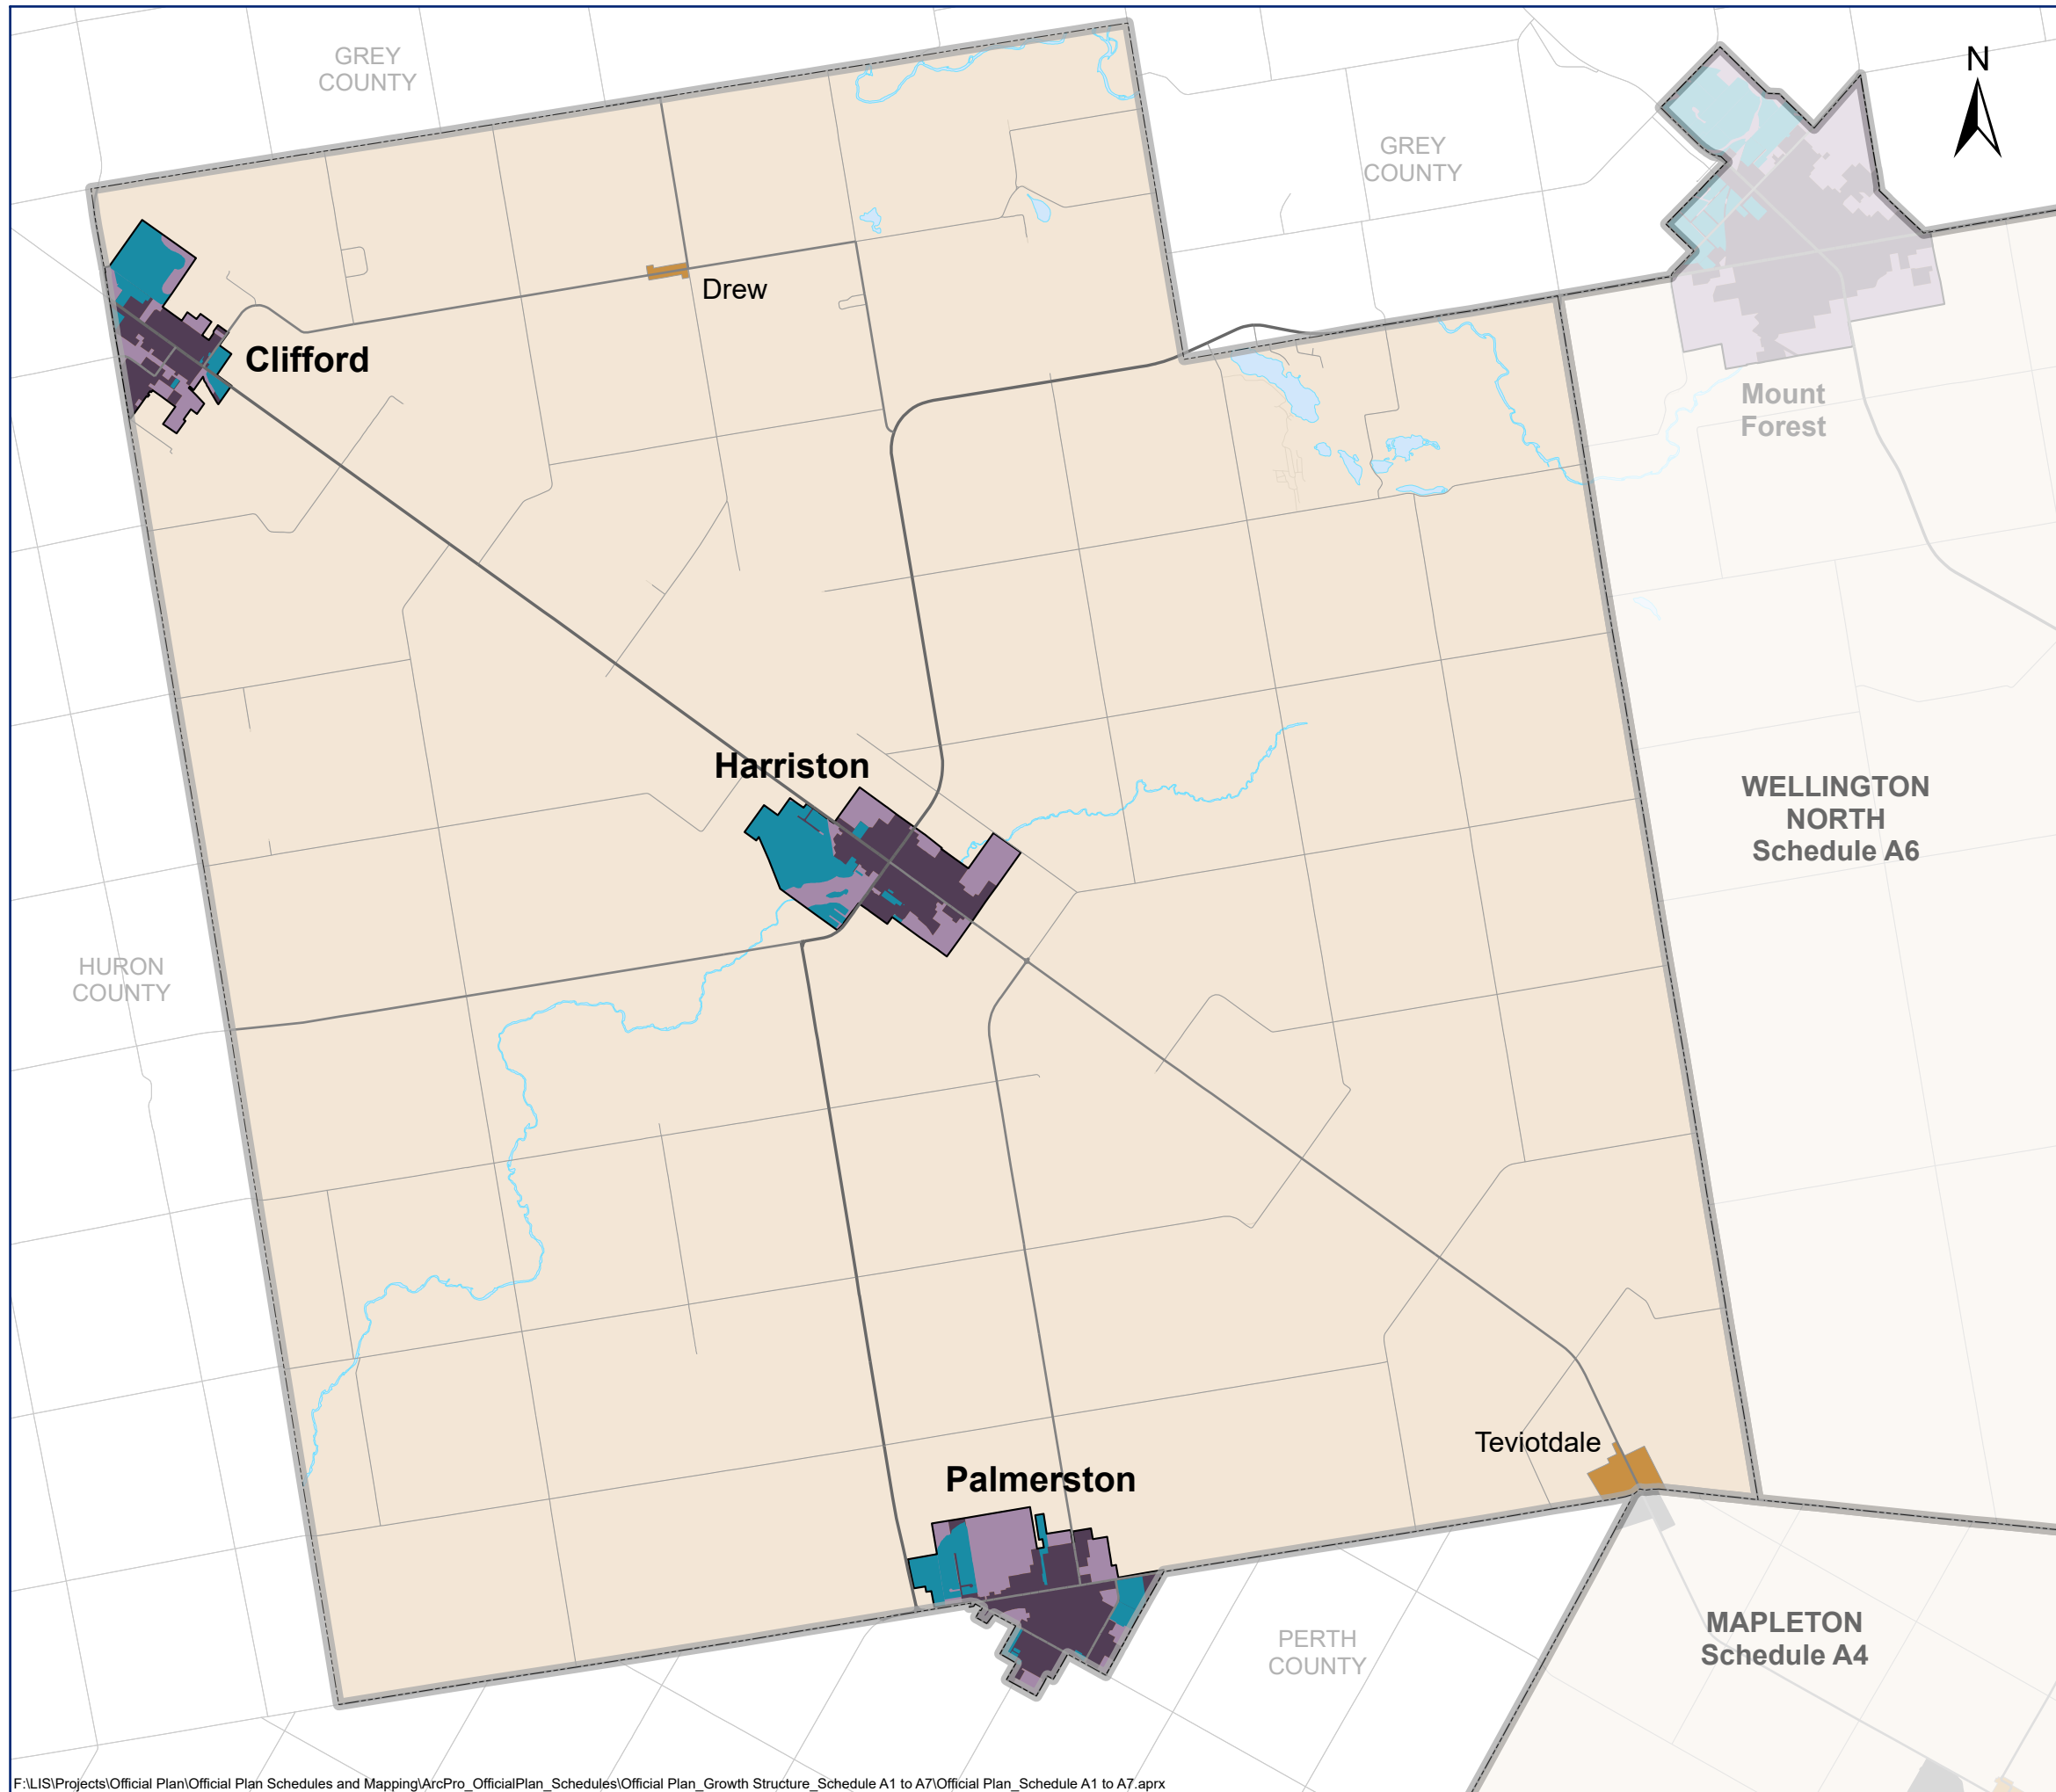 GREY
COUNTY
N
GREY
COUNTY
Drew
Clifford
Mount
Forest
Harriston
WELLINGTON
NORTH
Schedule A6
HURON
COUNTY
Teviotdale
Palmerston
MAPLETON
Schedule A4
PERTH
COUNTY
F:\LIS\Projects\Official Plan\Official Plan Schedules and Mapping\ArcPro_OfficialPlan_Schedules\Official Plan_Growth Structure_Schedule A1 to A7\Official Plan_Schedule A1 to A7.aprx